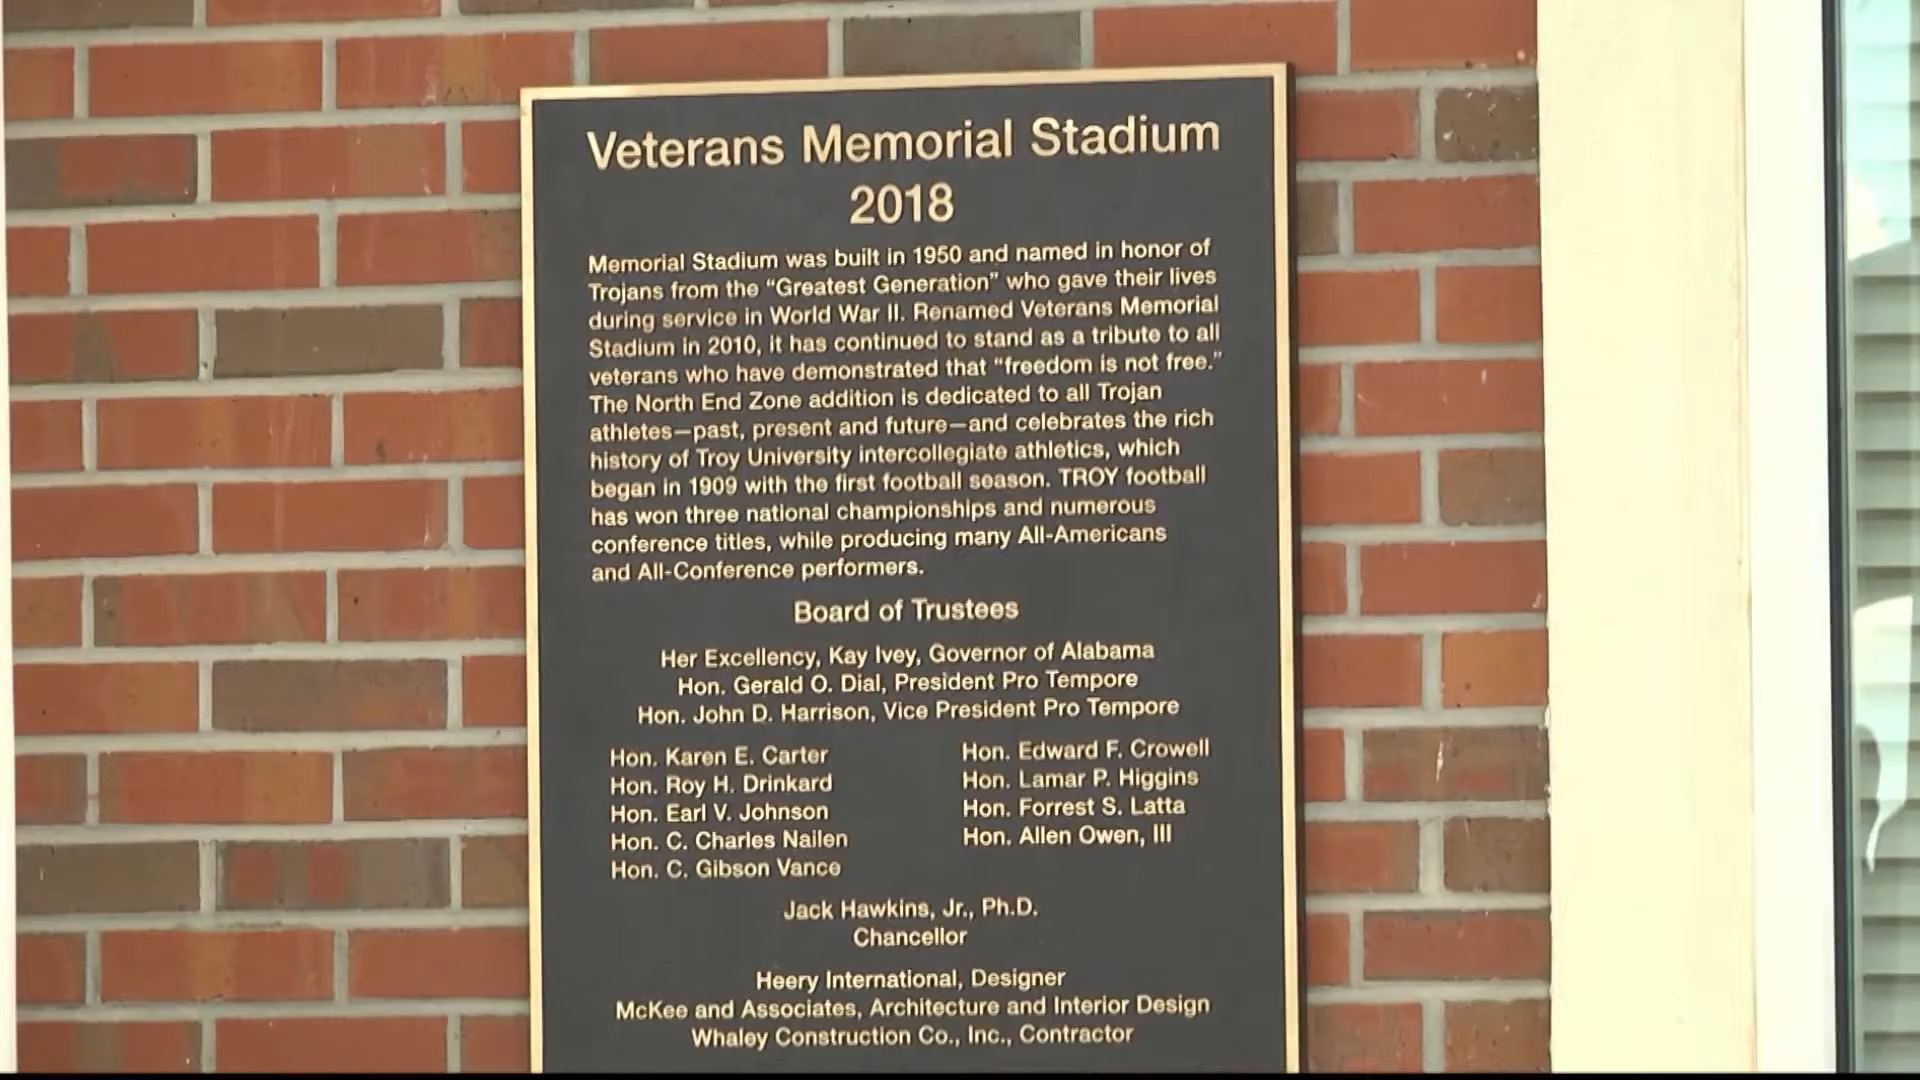 Veterans Memorial Stadium
2018
Memorial Stadium was built in 1950 and named in honor of
Trojans from the “Greatest Generation” who gave their lives
during service in World War II. Renamed Veterans Memorial
Stadium in 2010, it has continued to stand as a tribute to all
veterans who have demonstrated that “freedom is not free.”
The North End Zone addition is dedicated to all Trojan
athletes—past, present and future—and celebrates the rich
history of Troy University intercollegiate athletics, which
began in 1909 with the first football season. TROY football
has won three national championships and numerous
conference titles, while producing many All-Americans
and All-Conference performers.
Board of Trustees
Her Excellency, Kay Ivey, Governor of Alabama
Hon. Gerald O. Dial, President Pro Tempore
Hon. John D. Harrison, Vice President Pro Tempore
Hon. Karen E. Carter
Hon. Roy H. Drinkard
Hon. Earl V. Johnson
Hon. C. Charles Nailen
Hon. C. Gibson Vance
Hon. Edward F. Crowell
Hon. Lamar P. Higgins
Hon. Forrest S. Latta
Hon. Allen Owen, III
Jack Hawkins, Jr., Ph.D.
Chancellor
Heery International, Designer
McKee and Associates, Architecture and Interior Design
Whaley Construction Co., Inc., Contractor